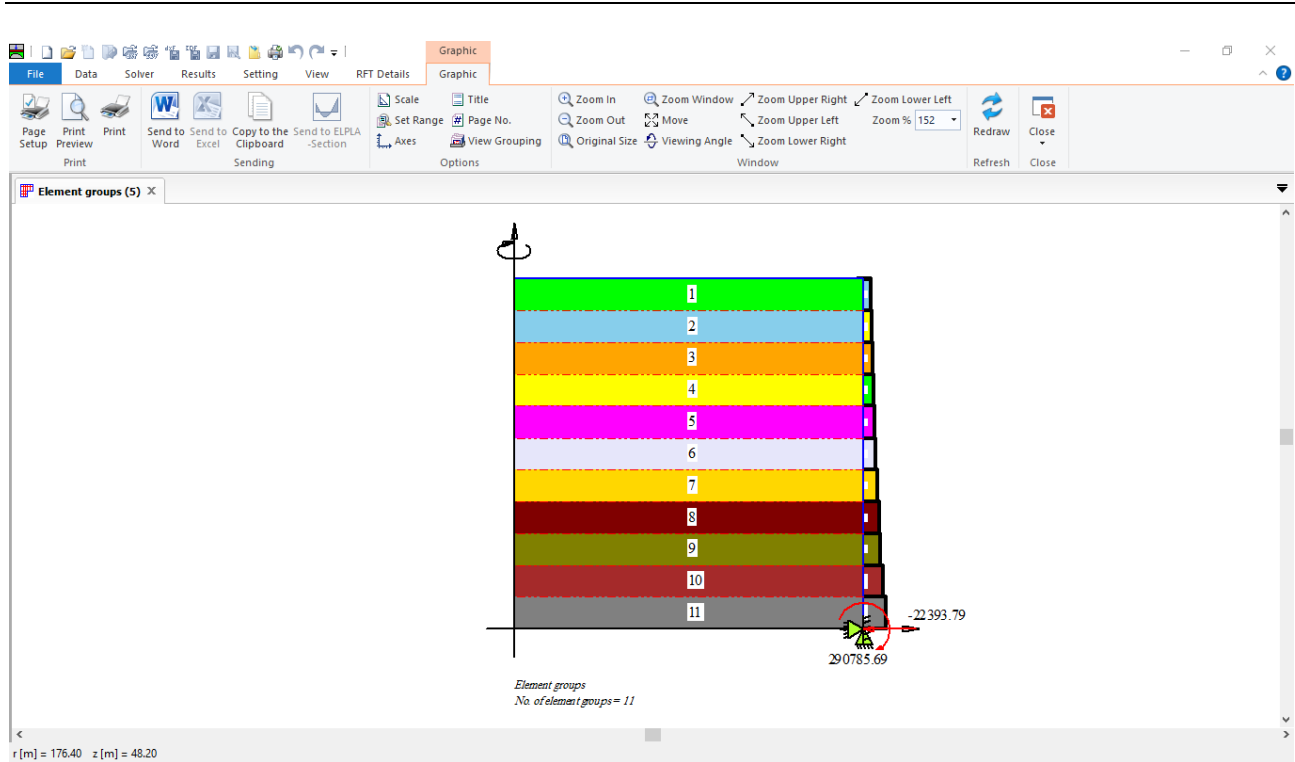 Graphic
File Data Solver Results Setting View RFT Details Graphic
Page Setup
Print Preview
Print
Print
Send to Word
Send to Excel
Copy to the Clipboard
Send to ELPLA -Section
Sending
Scale
Title
Set Range
Page No.
Axes
View Grouping
Options
Zoom In
Zoom Window
Zoom Upper Right
Zoom Lower Left
Zoom Out
Move
Zoom Upper Left
Zoom % 152
Original Size
Viewing Angle
Zoom Lower Right
Window
Redraw
Refresh
Close
Close
Element groups (5) X
1
2
3
4
5
6
7
8
9
10
11
-22393.79
290785.69
Element groups
No. of element groups= 11
r [m] = 176.40 z [m] = 48.20